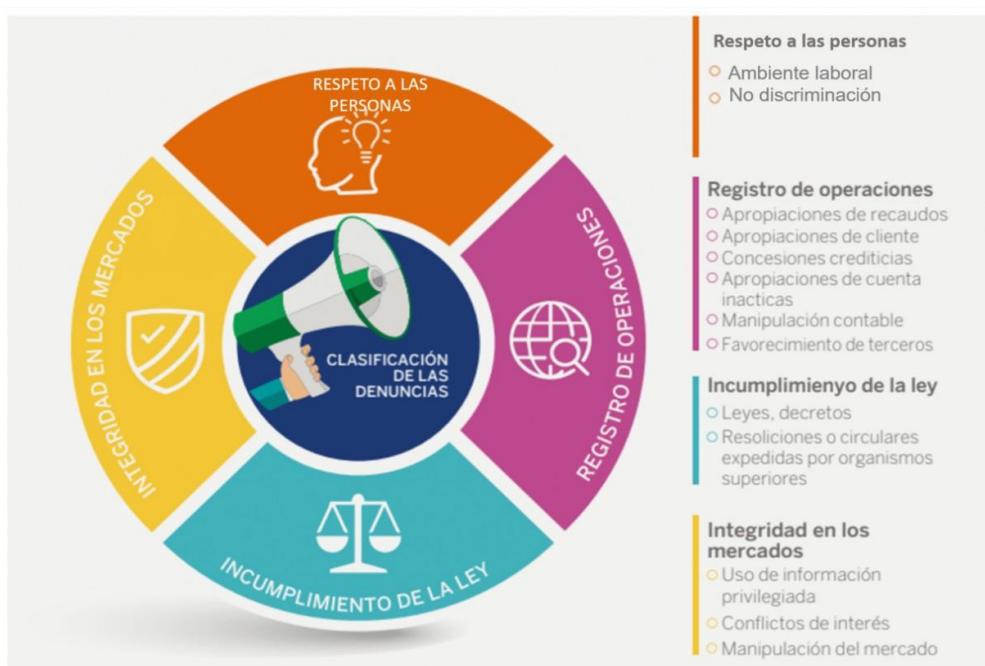 RESPETO A LAS
PERSONAS
INTEGRIDAD EN LOS MERCADOS
REGISTRO DE OPERACIONES
CLASIFICACIÓN
DE LAS
DENUNCIAS
INCUMPLIMIENTO DE LA LEY
Respeto a las personas
Ambiente laboral
No discriminación
Registro de operaciones
Apropiaciones de recaudos
Apropiaciones de cliente
Concesiones crediticias
Apropiaciones de cuenta
inacticas
Manipulación contable
Favorecimiento de terceros
Incumplimienyo de la ley
Leyes, decretos
Resoliciones o circulares
expedidas por organismos
superiores
Integridad en los
mercados
Uso de información
privilegiada
Conflictos de interés
Manipulación del mercado